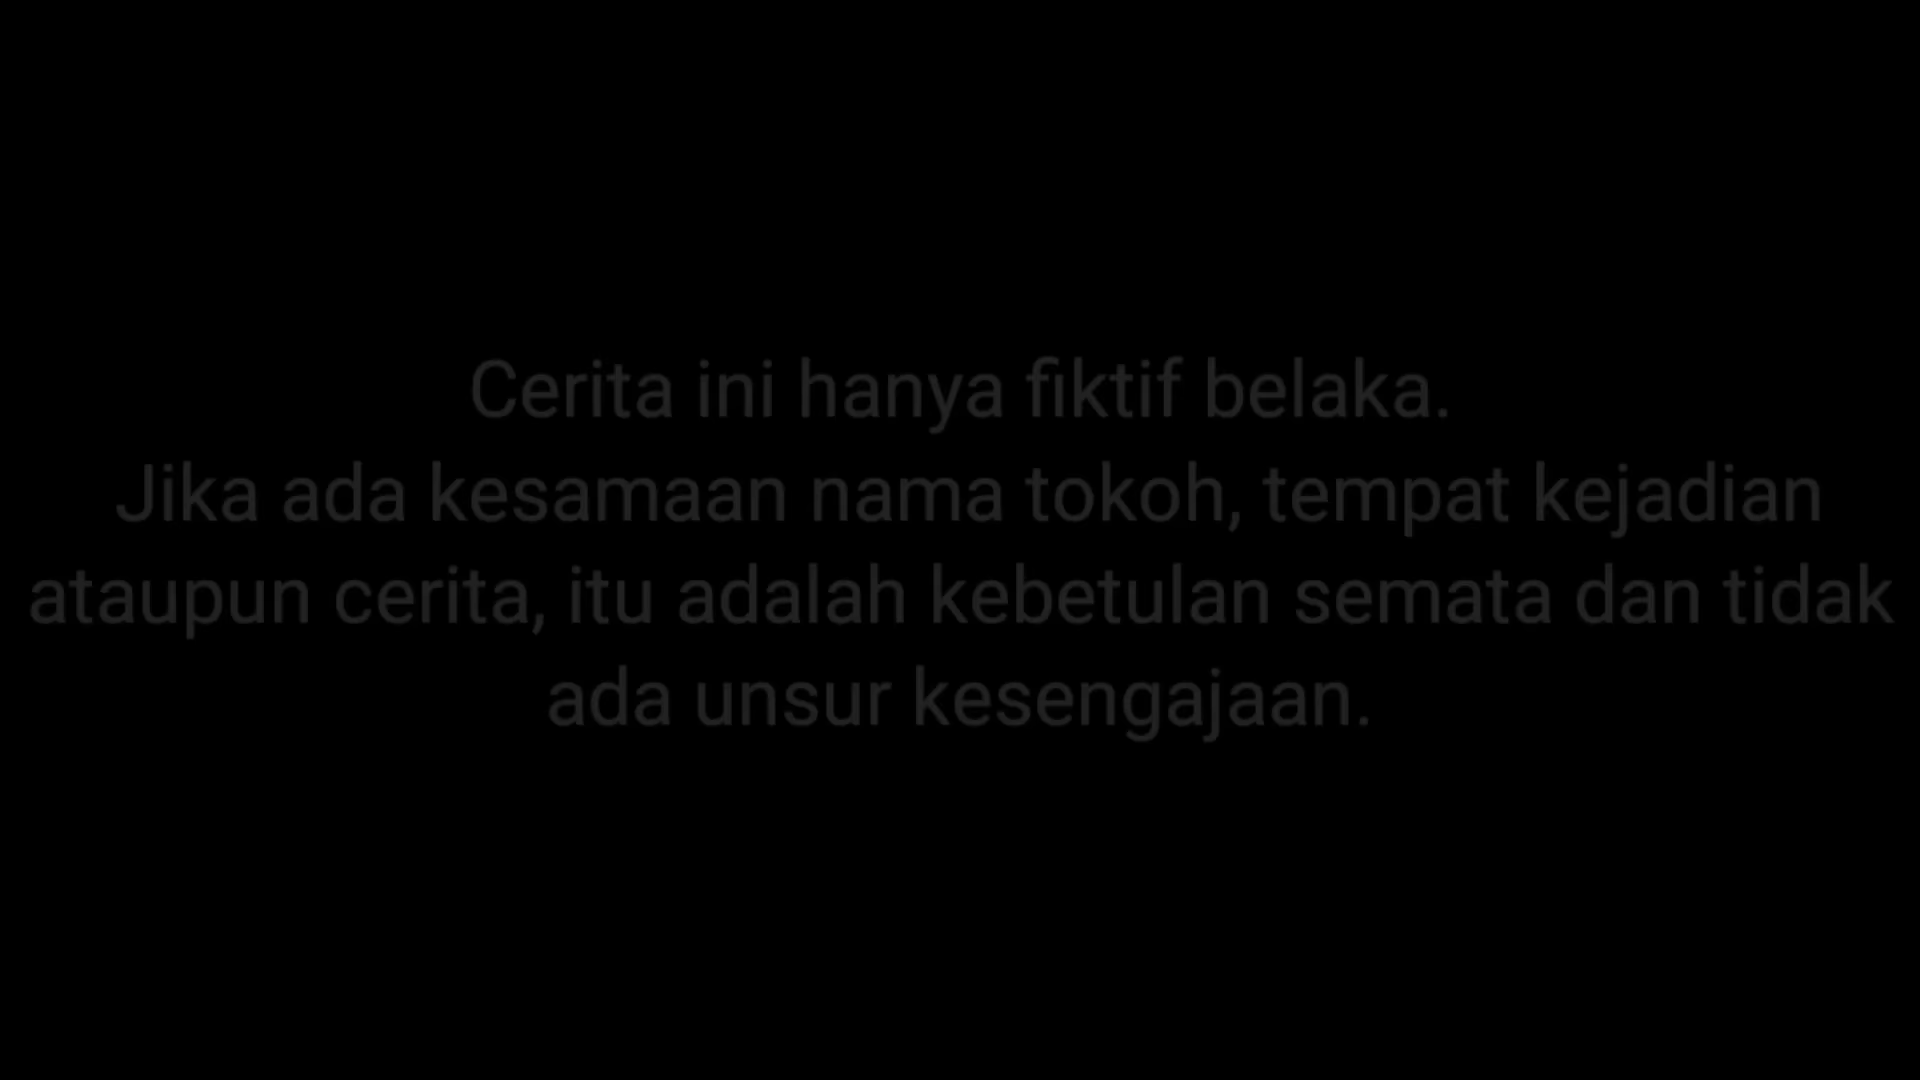 Cerita ini hanya fiktif belaka.
Jika ada kesamaan nama tokoh, tempat kejadian
ataupun cerita, itu adalah kebetulan semata dan tidak
ada unsur kesengajaan.